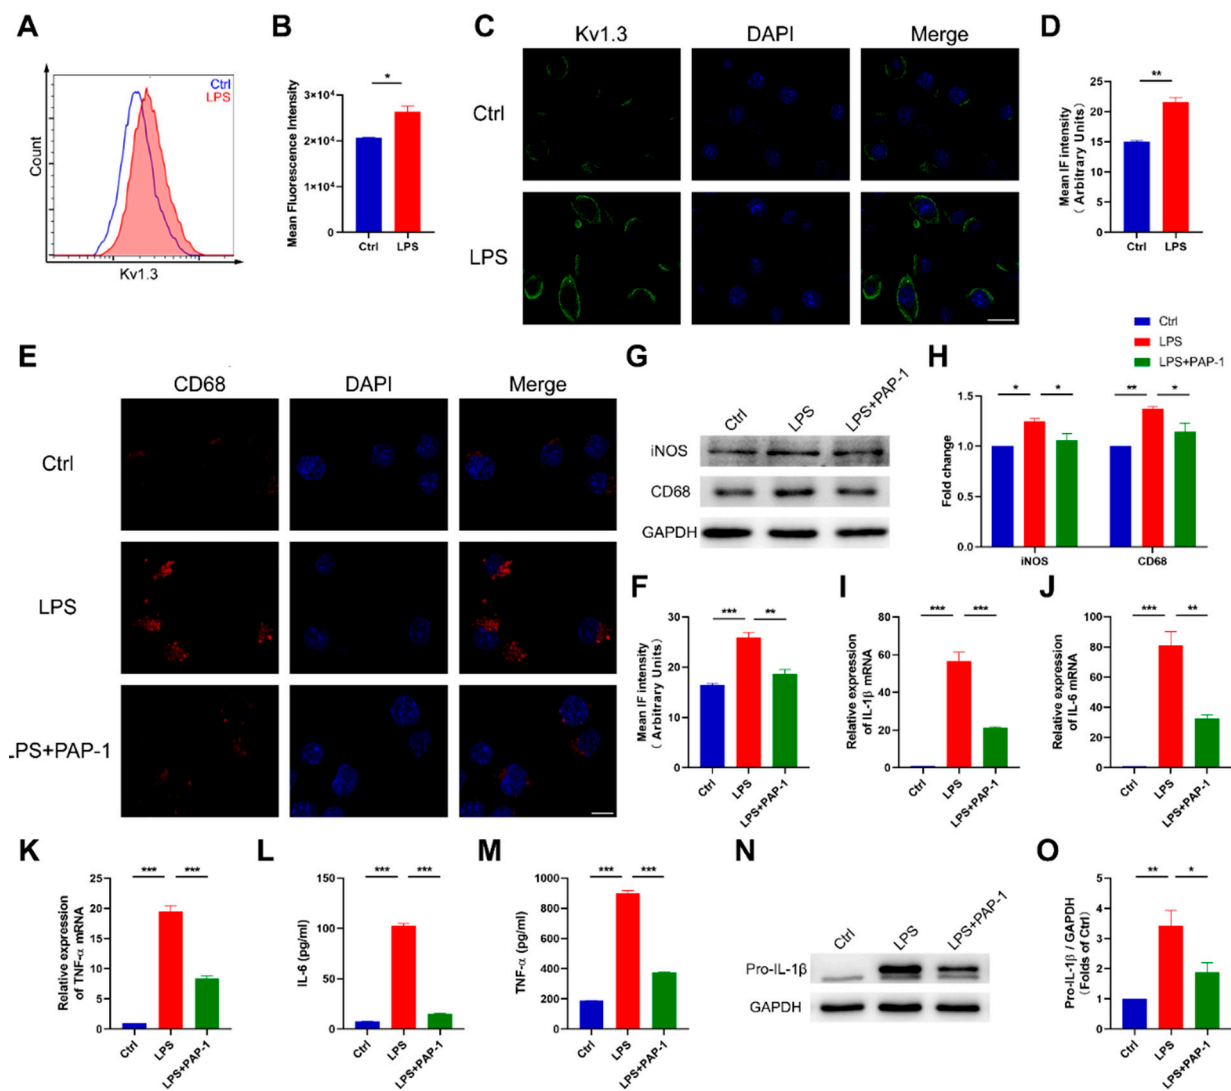 A
Ctrl
LPS
Count
Kv1.3
B
*
Mean Fluorescence Intensity
3×10⁴
2×10⁴
1×10⁴
0
Ctrl LPS
C
Kv1.3 DAPI Merge
Ctrl
LPS
D
**
Mean IF intensity
( Arbitrary Units)
25
20
15
10
5
0
Ctrl LPS
Ctrl
LPS
LPS+PAP-1
E
CD68 DAPI Merge
Ctrl
LPS
.PS+PAP-1
G
Ctrl LPS LPS+PAP-1
iNOS
CD68
GAPDH
H
* * ** *
Fold change
1.5
1.0
0.5
0.0
iNOS CD68
F
*** **
Mean IF intensity
( Arbitrary Units)
30
20
10
0
Ctrl LPS LPS+PAP-1
I
*** ***
Relative expression
of IL-1β mRNA
80
60
40
20
0
Ctrl LPS LPS+PAP-1
J
*** **
Relative expression
of IL-6 mRNA
100
80
60
40
20
0
Ctrl LPS LPS+PAP-1
K
*** ***
Relative expression
of TNF-α mRNA
25
20
15
10
5
0
Ctrl LPS LPS+PAP-1
L
*** ***
IL-6 (pg/ml)
150
100
50
0
Ctrl LPS LPS+PAP-1
M
*** ***
TNF-α (pg/ml)
1000
800
600
400
200
0
Ctrl LPS LPS+PAP-1
N
Ctrl LPS LPS+PAP-1
Pro-IL-1β
GAPDH
O
** *
Pro-IL-1β / GAPDH
(Folds of Ctrl)
5
4
3
2
1
0
Ctrl LPS LPS+PAP-1